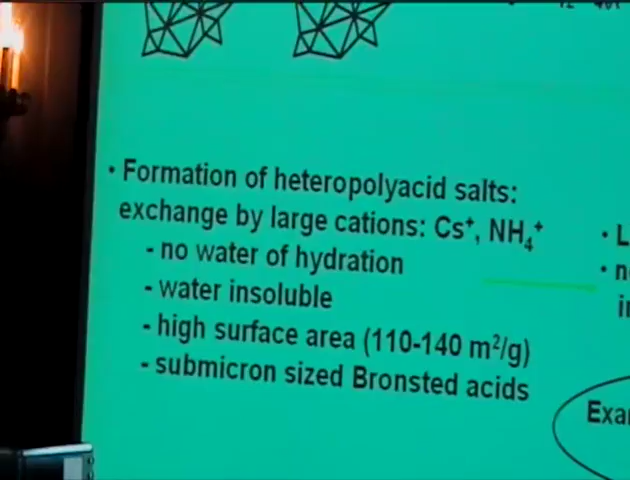 • Formation of heteropolyacid salts:
exchange by large cations: Cs⁺, NH₄⁺
- no water of hydration
- water insoluble
- high surface area (110-140 m²/g)
- submicron sized Bronsted acids